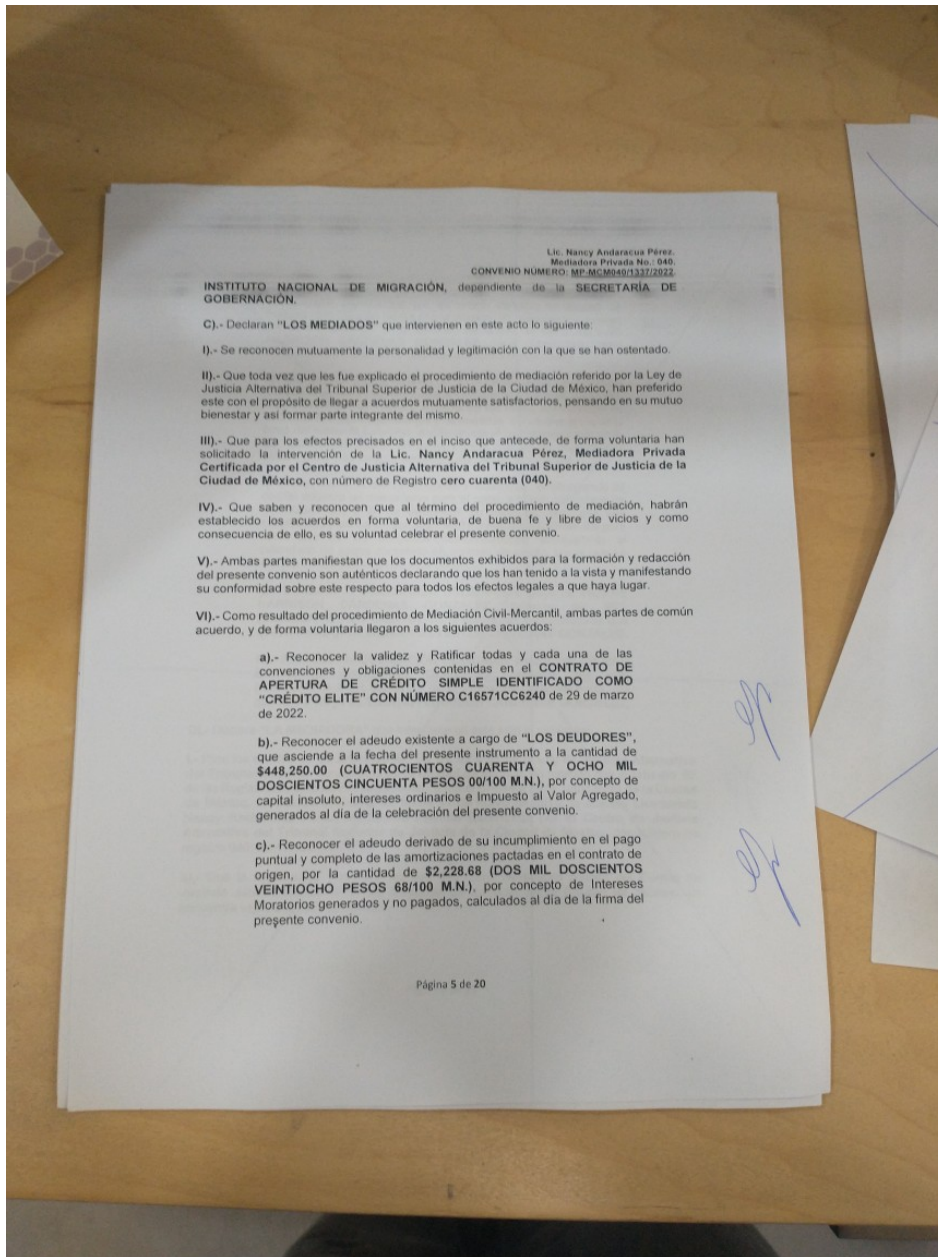 Lic. Nancy Andaracua Pérez.
Mediadora Privada No.: 040.
CONVENIO NÚMERO: MP-MCM040/1337/2022.
INSTITUTO NACIONAL DE MIGRACIÓN, dependiente de la SECRETARÍA DE
GOBERNACIÓN.
C).- Declaran “LOS MEDIADOS” que intervienen en este acto lo siguiente:
I).- Se reconocen mutuamente la personalidad y legitimación con la que se han ostentado.
II).- Que toda vez que les fue explicado el procedimiento de mediación referido por la Ley de
Justicia Alternativa del Tribunal Superior de Justicia de la Ciudad de México, han preferido
este con el propósito de llegar a acuerdos mutuamente satisfactorios, pensando en su mutuo
bienestar y así formar parte integrante del mismo.
III).- Que para los efectos precisados en el inciso que antecede, de forma voluntaria han
solicitado la intervención de la Lic. Nancy Andaracua Pérez, Mediadora Privada
Certificada por el Centro de Justicia Alternativa del Tribunal Superior de Justicia de la
Ciudad de México, con número de Registro cero cuarenta (040).
IV).- Que saben y reconocen que al término del procedimiento de mediación, habrán
establecido los acuerdos en forma voluntaria, de buena fe y libre de vicios y como
consecuencia de ello, es su voluntad celebrar el presente convenio.
V).- Ambas partes manifiestan que los documentos exhibidos para la formación y redacción
del presente convenio son auténticos declarando que los han tenido a la vista y manifestando
su conformidad sobre este respecto para todos los efectos legales a que haya lugar.
VI).- Como resultado del procedimiento de Mediación Civil-Mercantil, ambas partes de común
acuerdo, y de forma voluntaria llegaron a los siguientes acuerdos:
a).- Reconocer la validez y Ratificar todas y cada una de las
convenciones y obligaciones contenidas en el CONTRATO DE
APERTURA DE CRÉDITO SIMPLE IDENTIFICADO COMO
“CRÉDITO ELITE” CON NÚMERO C16571CC6240 de 29 de marzo
de 2022.
b).- Reconocer el adeudo existente a cargo de “LOS DEUDORES”,
que asciende a la fecha del presente instrumento a la cantidad de
$448,250.00 (CUATROCIENTOS CUARENTA Y OCHO MIL
DOSCIENTOS CINCUENTA PESOS 00/100 M.N.), por concepto de
capital insoluto, intereses ordinarios e Impuesto al Valor Agregado,
generados al día de la celebración del presente convenio.
c).- Reconocer el adeudo derivado de su incumplimiento en el pago
puntual y completo de las amortizaciones pactadas en el contrato de
origen, por la cantidad de $2,228.68 (DOS MIL DOSCIENTOS
VEINTIOCHO PESOS 68/100 M.N.), por concepto de Intereses
Moratorios generados y no pagados, calculados al día de la firma del
presente convenio.
Página 5 de 20